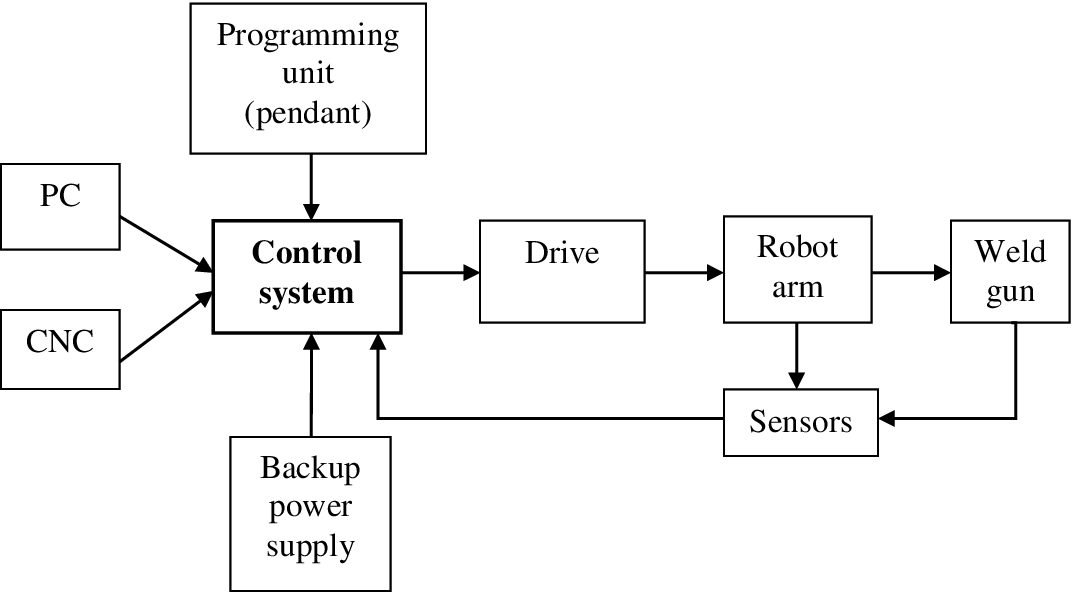 Programming
unit
(pendant)
PC
CNC
Control
system
Drive
Robot
arm
Weld
gun
Sensors
Backup
power
supply